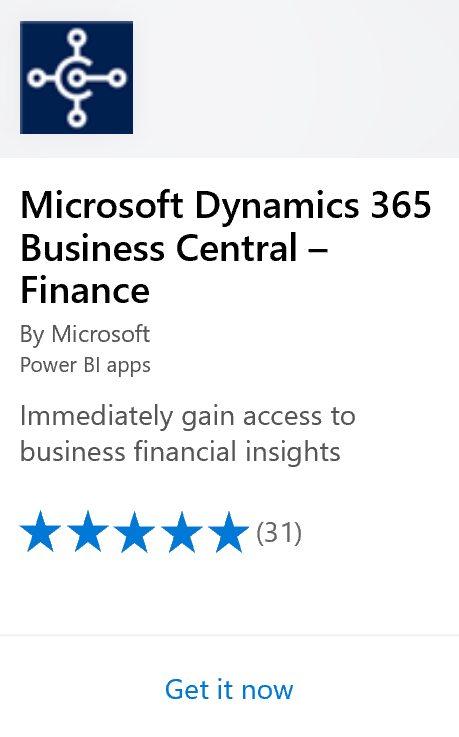 Microsoft Dynamics 365
Business Central –
Finance
By Microsoft
Power BI apps
Immediately gain access to
business financial insights
(31)
Get it now